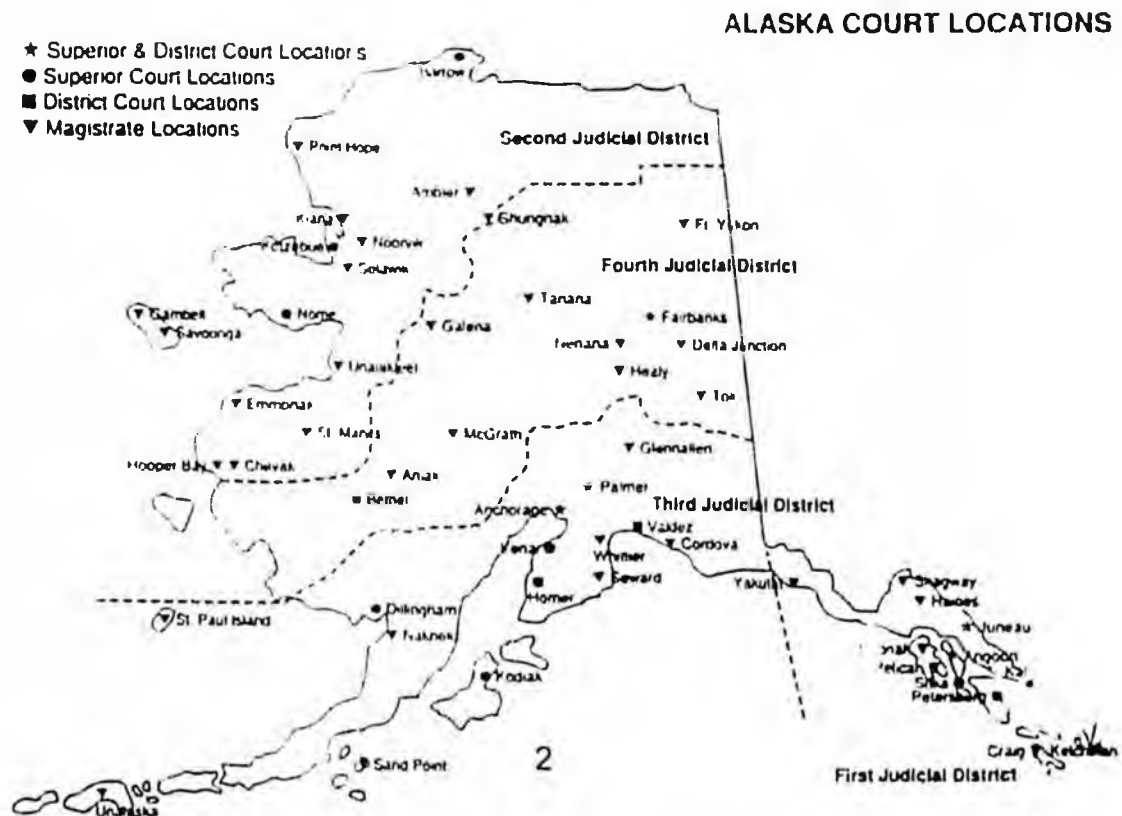 ALASKA COURT LOCATIONS
★ Superior & District Court Locations
● Superior Court Locations
■ District Court Locations
▼ Magistrate Locations
Barrow
Second Judicial District
Point Hope
Ambler
Kiana
Shungnak
Ft. Yukon
Kotzebue
Noorvik
Selawik
Fourth Judicial District
Tanana
Gambell
Nome
Galena
Fairbanks
Savoonga
Nenana
Delta Junction
Unalakleet
Healy
Emmonak
Tok
St. Marys
McGrath
Glennallen
Hooper Bay
Chevak
Aniak
Bethel
Palmer
Anchorage
Third Judicial District
Valdez
Kenai
Whittier
Cordova
Homer
Seward
Yakutat
Skagway
Haines
Dillingham
St. Paul Island
Naknek
Juneau
Angoon
Pelican
Kodiak
Sitka
Petersburg
Craig
Ketchikan
Sand Point
2
First Judicial District
Unalaska